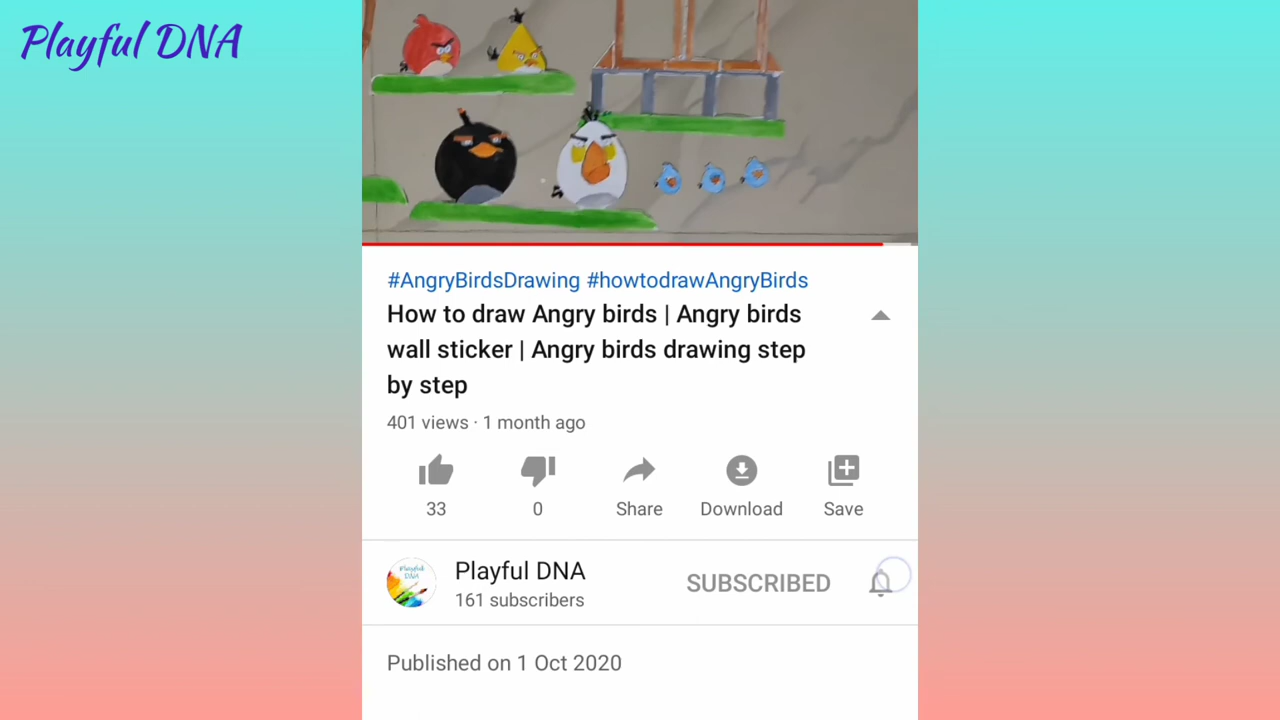 Playful DNA
#AngryBirdsDrawing #howtodrawAngryBirds
How to draw Angry birds | Angry birds
wall sticker | Angry birds drawing step
by step
401 views · 1 month ago
33
0
Share
Download
Save
Playful DNA
Playful DNA
161 subscribers
SUBSCRIBED
Published on 1 Oct 2020